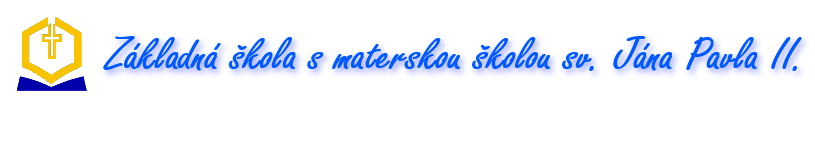 Základná škola s materskou školou sv. Jána Pavla II.